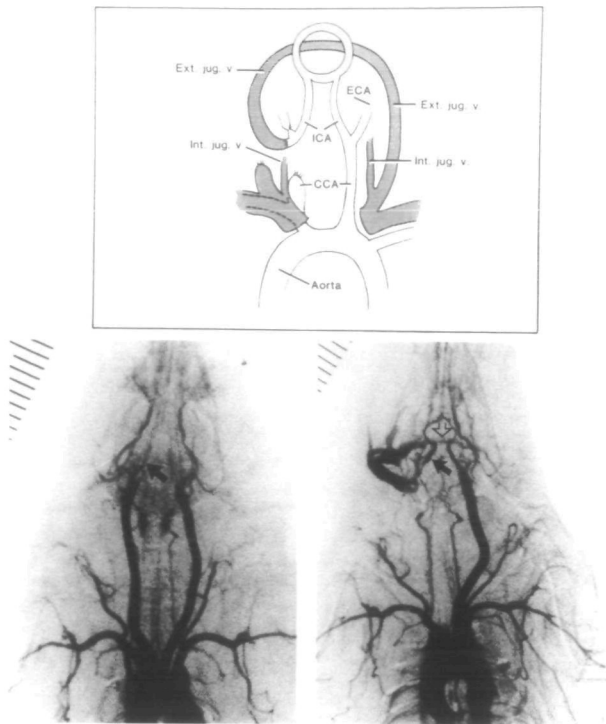 Ext. jug. v.
ECA
Ext. jug. v.
ICA
Int. jug. v.
Int. jug. v.
CCA
Aorta